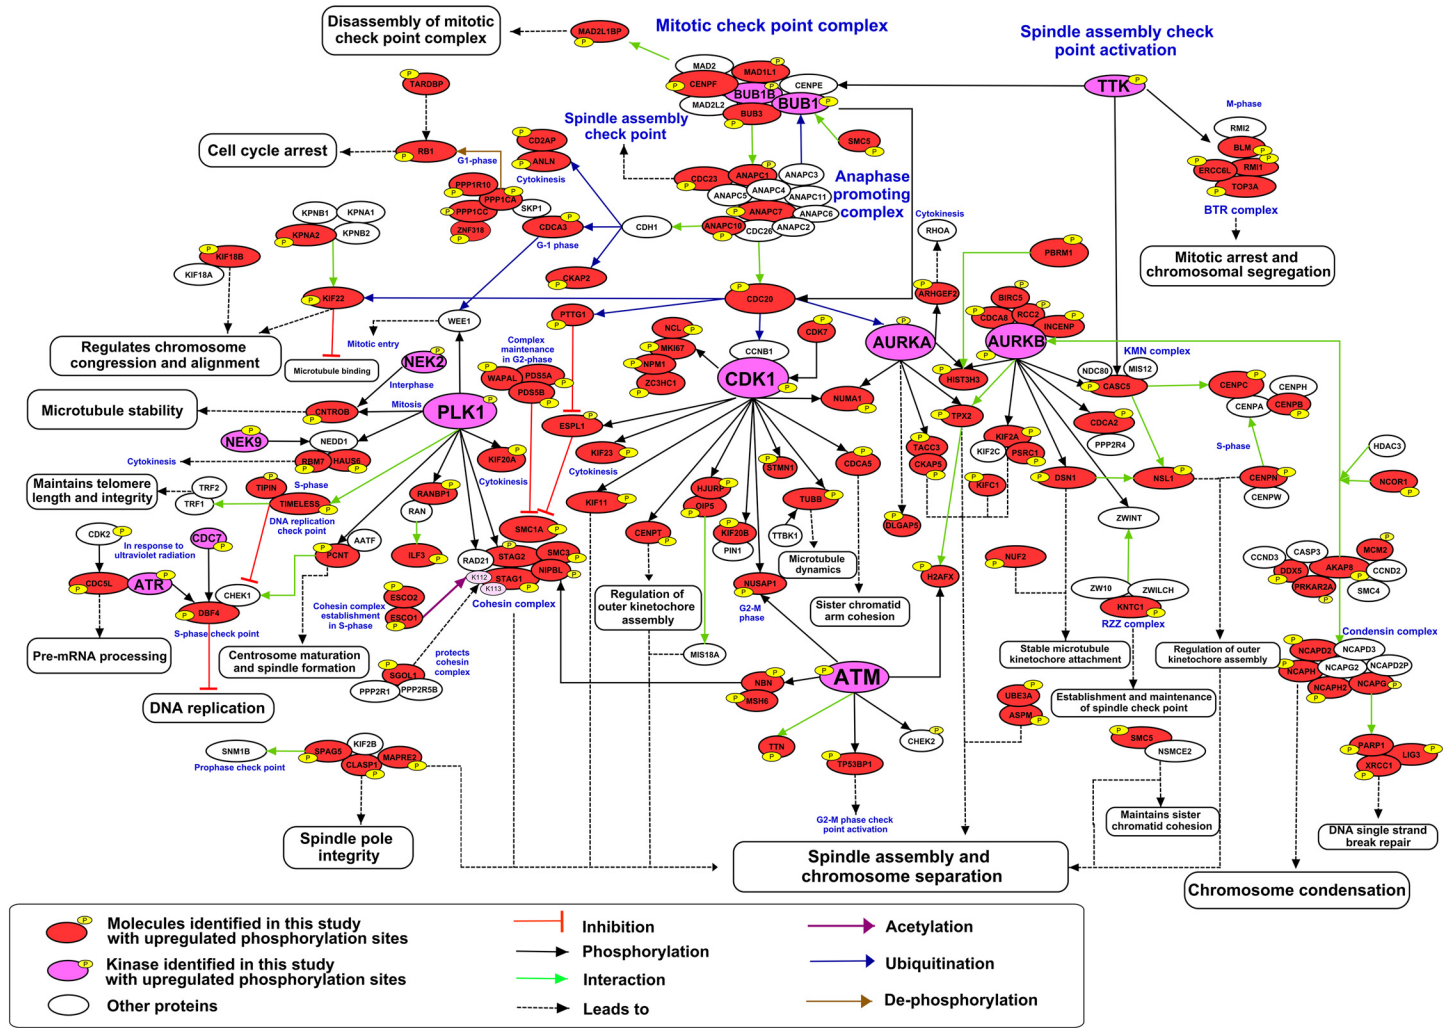 Disassembly of mitotic
check point complex
MAD2L1BP
P
Mitotic check point complex
Spindle assembly check
point activation
MAD2
MAD1L1
CENPF
CENPE
BUB1B
BUB1
MAD2L2
BUB3
TTK
M-phase
RMI2
BLM
RMI1
ERCC6L
TOP3A
BTR complex
Mitotic arrest and
chromosomal segregation
TARDBP
Cell cycle arrest
RB1
G1-phase
PPP1R10
PPP1CA
PPP1CC
SKP1
ZNF318
CD2AP
ANLN
Cytokinesis
Spindle assembly
check point
CDC23
ANAPC1
ANAPC3
ANAPC4
ANAPC5
ANAPC11
ANAPC7
ANAPC6
ANAPC10
ANAPC2
CDC26
SMC5
Anaphase
promoting
complex
CDH1
CDCA3
G-1 phase
CKAP2
Cytokinesis
RHOA
ARHGEF2
PBRM1
KPNB1
KPNA1
KPNA2
KPNB2
KIF18B
KIF18A
KIF22
Regulates chromosome
congression and alignment
Microtubule binding
WEE1
Mitotic entry
PTTG1
CDC20
Complex
maintenance
in G2-phase
WAPAL
PDS5A
PDS5B
NCL
MKI67
NPM1
ZC3HC1
CCNB1
CDK1
CDK7
AURKA
BIRC5
CDCA8
RCC2
INCENP
AURKB
HIST3H3
KMN complex
NDC80
MIS12
CASC5
CENPC
CENPH
CENPA
CENPB
NEK2
Interphase
Microtubule stability
CNTROB
Mitosis
PLK1
NEK9
NEDD1
Cytokinesis
RBM7
HAUS6
KIF20A
Cytokinesis
ESPL1
KIF23
Cytokinesis
KIF11
NUMA1
TPX2
CDCA2
PPP2R4
S-phase
HDAC3
TACC3
CKAP5
KIF2A
KIF2C
PSRC1
KIFC1
DSN1
NSL1
CENPN
CENPW
NCOR1
Maintains telomere
length and integrity
TRF2
TRF1
S-phase
TIPIN
TIMELESS
DNA replication
check point
RANBP1
RAN
ILF3
STMN1
CDCA5
HJURP
OIP5
TUBB
TTBK1
KIF20B
PIN1
CENPT
Microtubule
dynamics
DLGAP5
ZWINT
CDK2
In response to
ultraviolet radiation
CDC7
CDC5L
ATR
CHEK1
DBF4
S-phase check point
AATF
PCNT
SMC1A
RAD21
STAG2
SMC3
NIPBL
STAG1
K112
K113
Cohesin complex
ESCO2
ESCO1
Cohesin complex
establishment
in S-phase
NUSAP1
G2-M
phase
Regulation of
outer kinetochore
assembly
Sister chromatid
arm cohesion
H2AFX
NUF2
ZW10
ZWILCH
KNTC1
RZZ complex
CCND3
CASP3
MCM2
DDX5
AKAP8
CCND2
PRKAR2A
SMC4
Condensin complex
Pre-mRNA processing
Centrosome maturation
and spindle formation
protects
cohesin
complex
SGOL1
PPP2R1
PPP2R5B
MIS18A
Stable microtubule
kinetochore attachment
Regulation of outer
kinetochore assembly
NCAPD2
NCAPD3
NCAPH
NCAPG2
NCAPD2P
NCAPH2
NCAPG
DNA replication
ATM
NBN
MSH6
TTN
TP53BP1
CHEK2
G2-M phase check
point activation
UBE3A
ASPM
Establishment and maintenance
of spindle check point
SMC5
NSMCE2
Maintains sister
chromatid cohesion
PARP1
LIG3
XRCC1
DNA single strand
break repair
SNM1B
Prophase check point
SPAG5
KIF2B
CLASP1
MAPRE2
Spindle pole
integrity
Spindle assembly and
chromosome separation
Chromosome condensation
Molecules identified in this study
with upregulated phosphorylation sites
Kinase identified in this study
with upregulated phosphorylation sites
Other proteins
Inhibition
Phosphorylation
Interaction
Leads to
Acetylation
Ubiquitination
De-phosphorylation